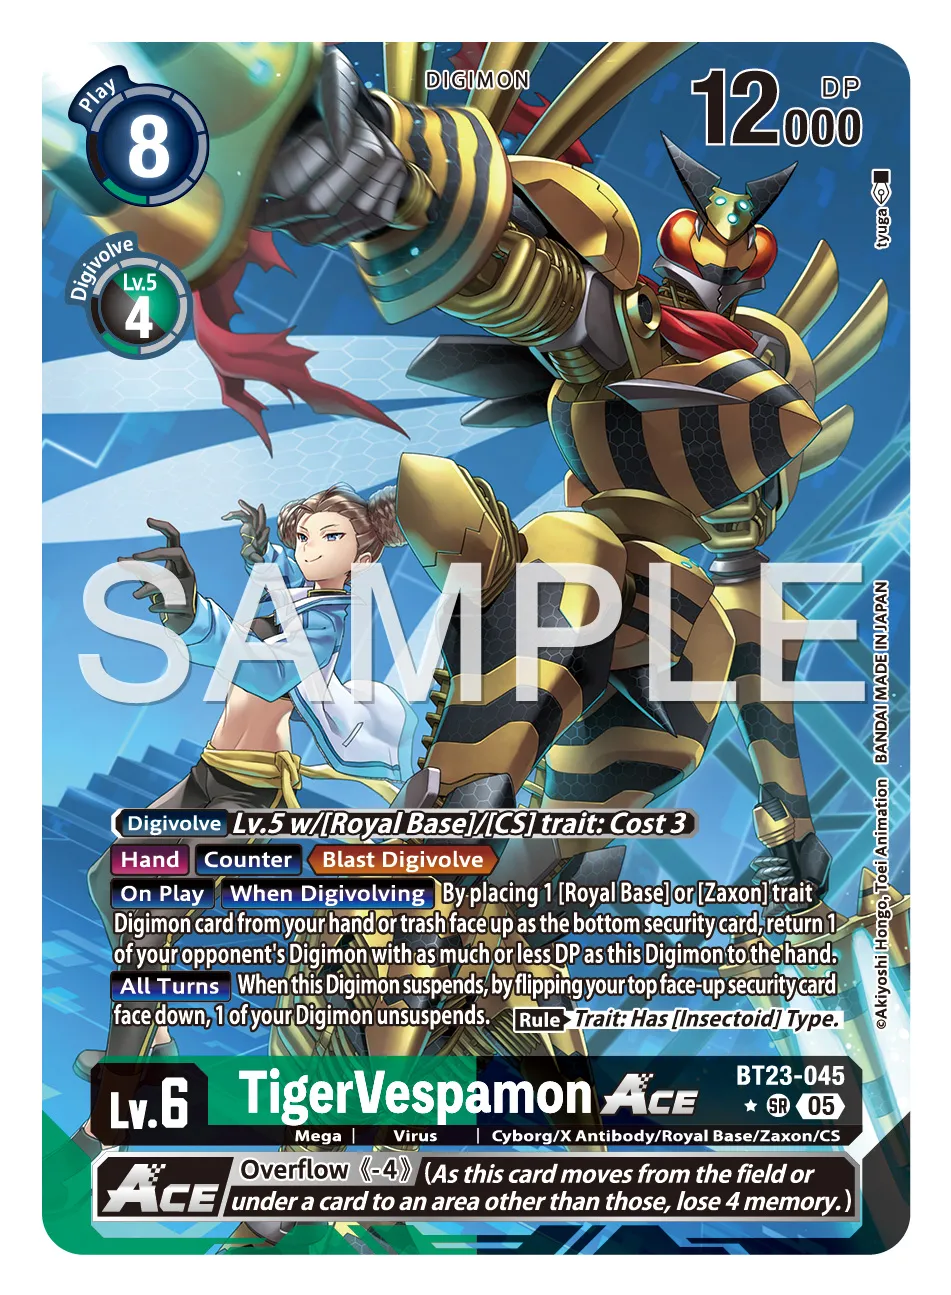 Play
8
DIGIMON
12000
DP
Digivolve
Lv.5
4
tyuga
SAMPLE
BANDAI MADE IN JAPAN
©Akiyoshi Hongo, Toei Animation
Digivolve Lv.5 w/[Royal Base]/[CS] trait: Cost 3
Hand Counter Blast Digivolve
On Play When Digivolving By placing 1 [Royal Base] or [Zaxon] trait
Digimon card from your hand or trash face up as the bottom security card, return 1
of your opponent's Digimon with as much or less DP as this Digimon to the hand.
All Turns When this Digimon suspends, by flipping your top face-up security card
face down, 1 of your Digimon unsuspends. Rule Trait: Has [Insectoid] Type.
Lv.6
TigerVespamon ACE
BT23-045
★ SR 05
Mega | Virus | Cyborg/X Antibody/Royal Base/Zaxon/CS
ACE
Overflow《-4》(As this card moves from the field or
under a card to an area other than those, lose 4 memory.)